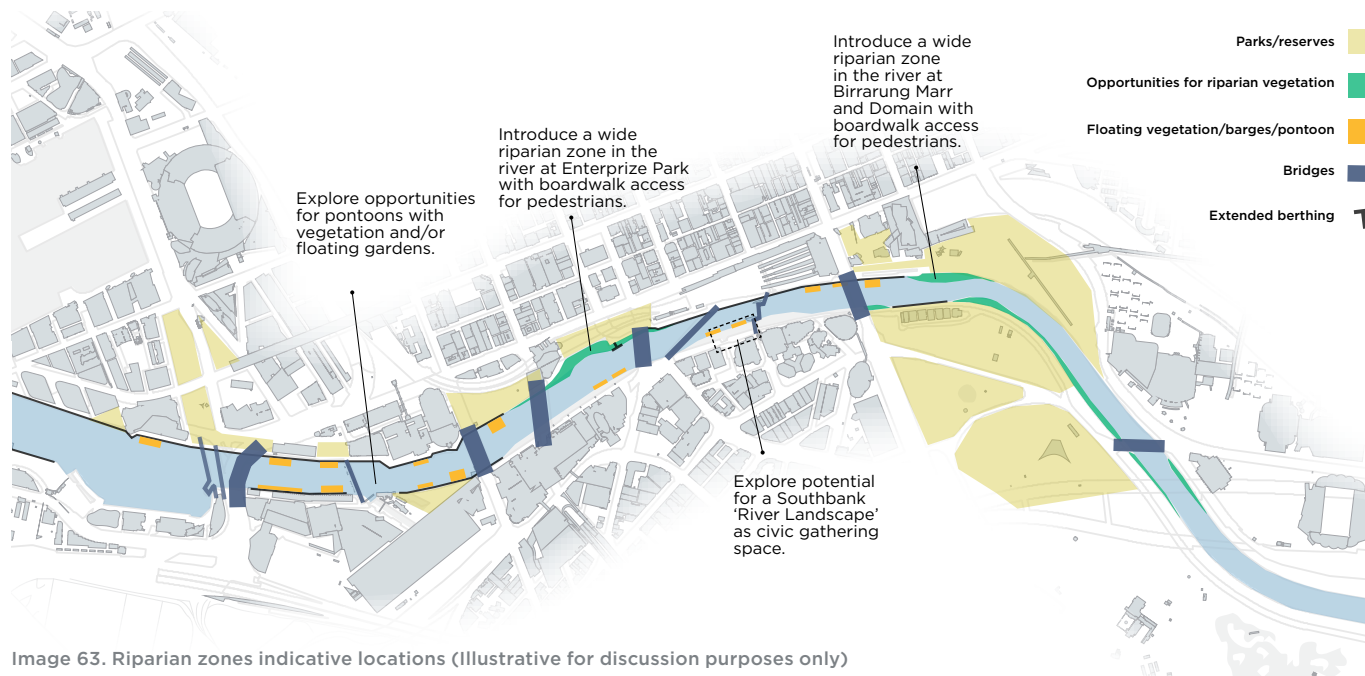 Introduce a wide
riparian zone
in the river at
Birrarung Marr
and Domain with
boardwalk access
for pedestrians.
Parks/reserves
Opportunities for riparian vegetation
Floating vegetation/barges/pontoon
Bridges
Extended berthing
Introduce a wide
riparian zone in the
river at Enterprize Park
with boardwalk access
for pedestrians.
Explore opportunities
for pontoons with
vegetation and/or
floating gardens.
Explore potential
for a Southbank
‘River Landscape’
as civic gathering
space.
Image 63. Riparian zones indicative locations (Illustrative for discussion purposes only)